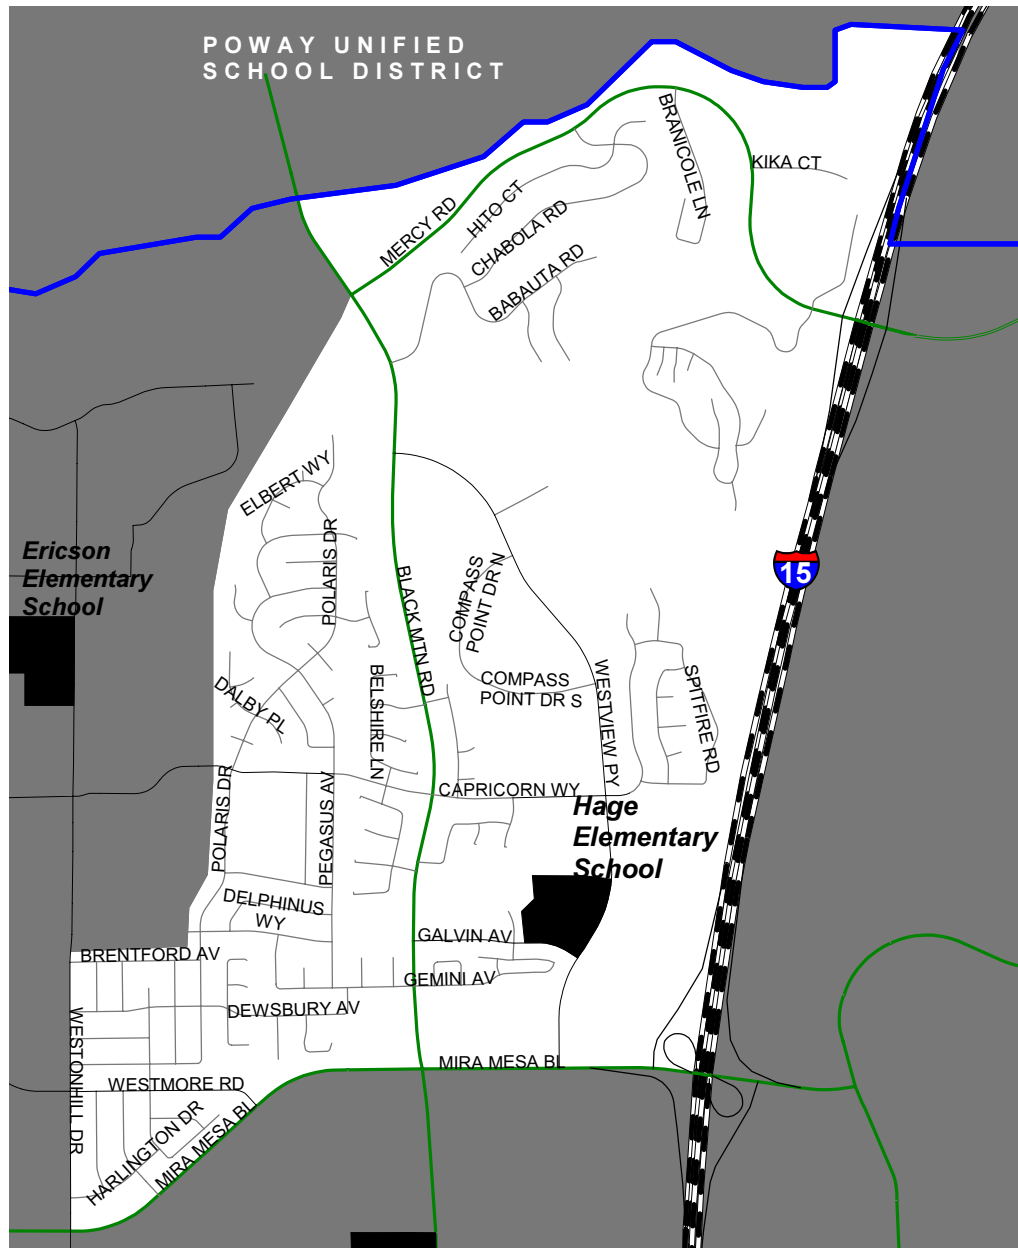 POWAY UNIFIED
SCHOOL DISTRICT
BRANICOLE LN
KIKA CT
MERCY RD
HITO CT
CHABOLA RD
BABAUTA RD
ELBERT WY
POLARIS DR
Ericson
Elementary
School
15
BLACK MTN RD
COMPASS
POINT DR N
COMPASS
POINT DR S
WESTVIEW PY
SPITFIRE RD
BELSHIRE LN
DALBY PL
POLARIS DR
PEGASUS AV
CAPRICORN WY
Hage
Elementary
School
DELPHINUS
WY
GALVIN AV
BRENTFORD AV
GEMINI AV
DEWSBURY AV
WESTONHILL DR
MIRA MESA BL
WESTMORE RD
HARLINGTON DR
MIRA MESA BL